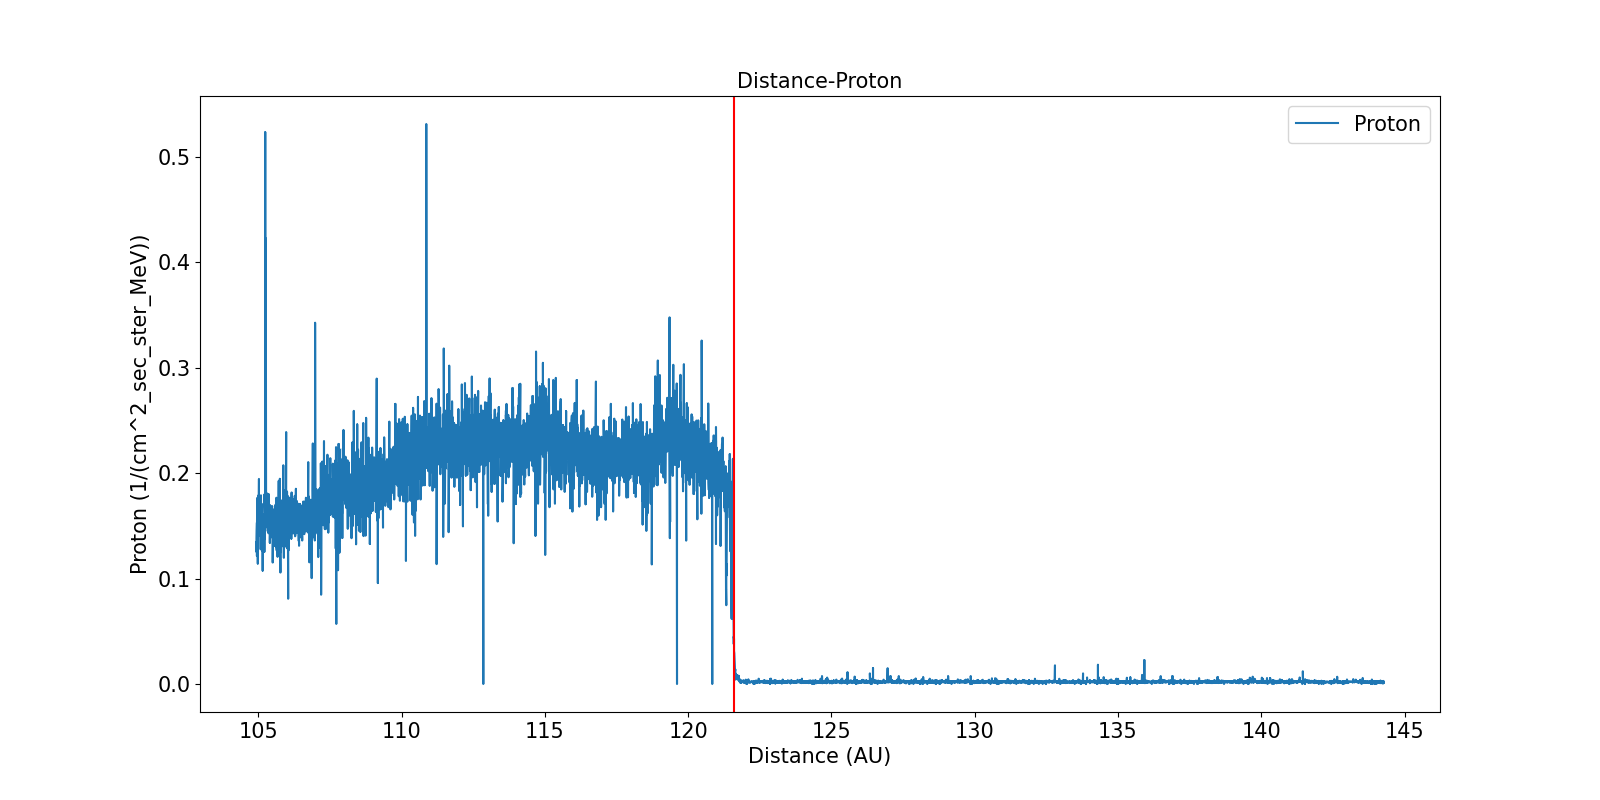 Distance-Proton
Proton
Proton (1/(cm^2_sec_ster_MeV))
0.5
0.4
0.3
0.2
0.1
0.0
105 110 115 120 125 130 135 140 145
Distance (AU)